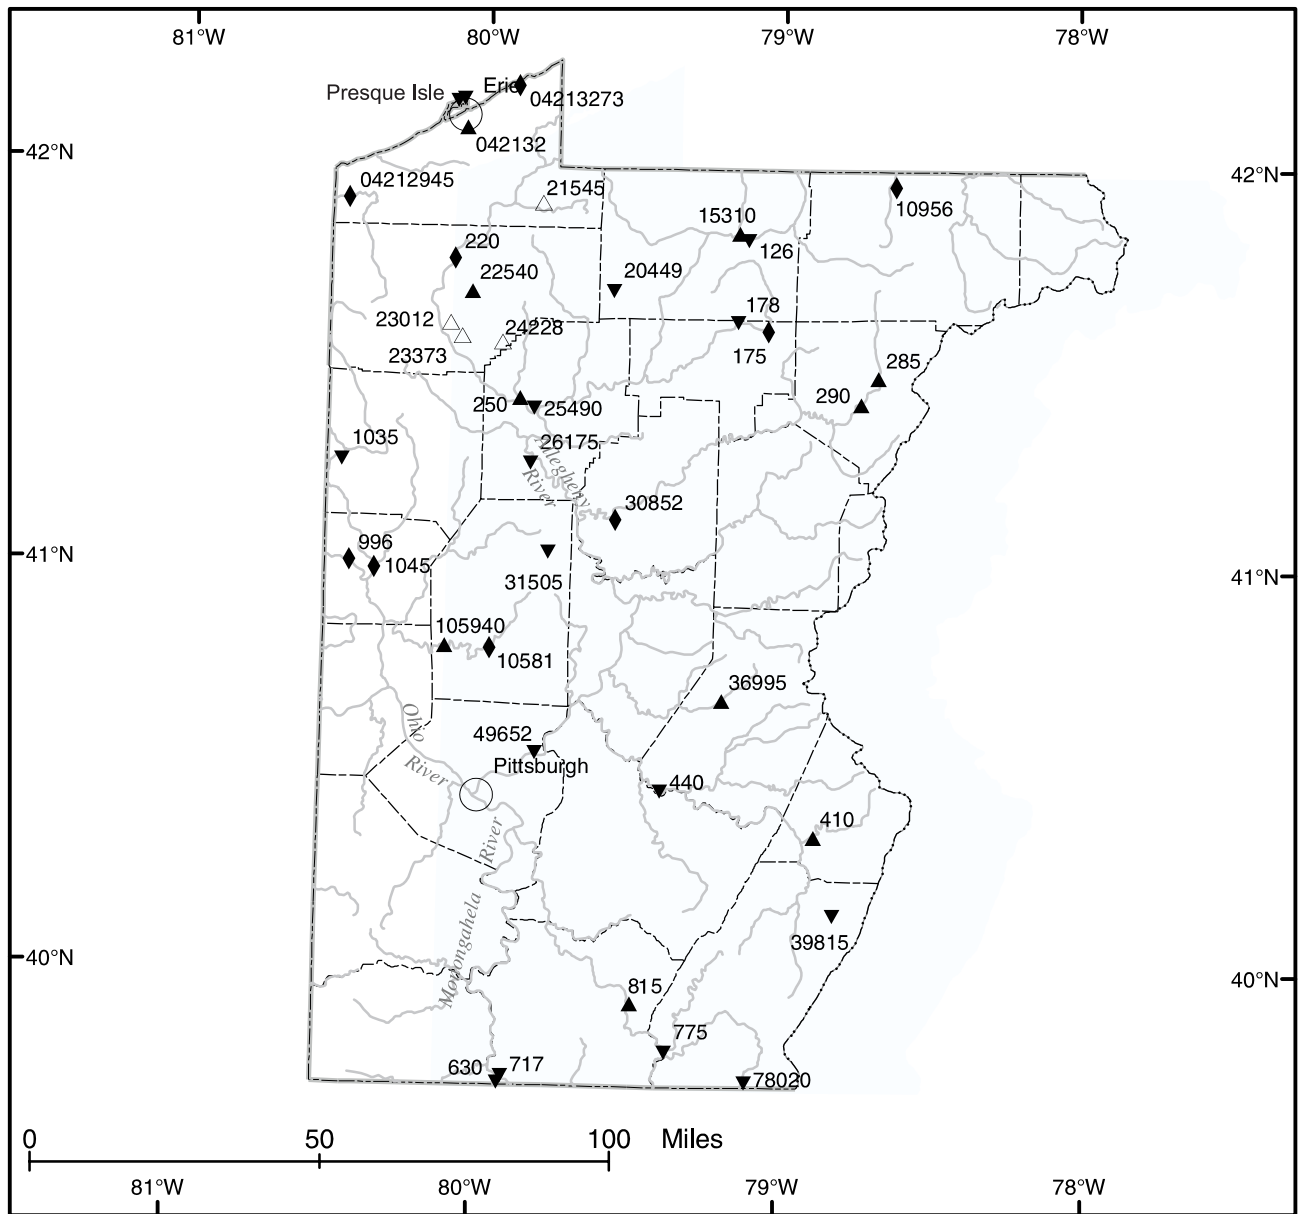 81°W 80°W 79°W 78°W
Presque Isle Erie
04213273
042132
42°N
42°N
04212945
21545
10956
15310
126
220
22540
20449
23012
24228
178
23373
175
285
290
250 25490
1035
26175
Allegheny
River
30852
996
41°N
1045
31505
41°N
105940
10581
36995
Ohio
River
49652
Pittsburgh
440
410
River
Monongahela
39815
40°N
40°N
815
775
630 717
78020
0 50 100 Miles
81°W 80°W 79°W 78°W